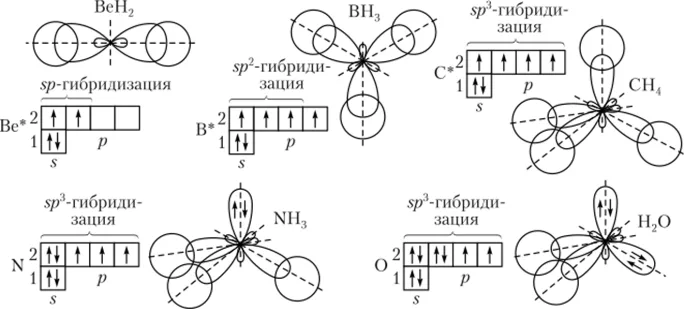 BeH₂
sp-гибридизация
Be*
2
1
s
p
BH₃
sp²-гибриди-
зация
B*
2
1
s
p
sp³-гибриди-
зация
C*
2
1
s
p
CH₄
sp³-гибриди-
зация
N
2
1
s
p
NH₃
sp³-гибриди-
зация
O
2
1
s
p
H₂O